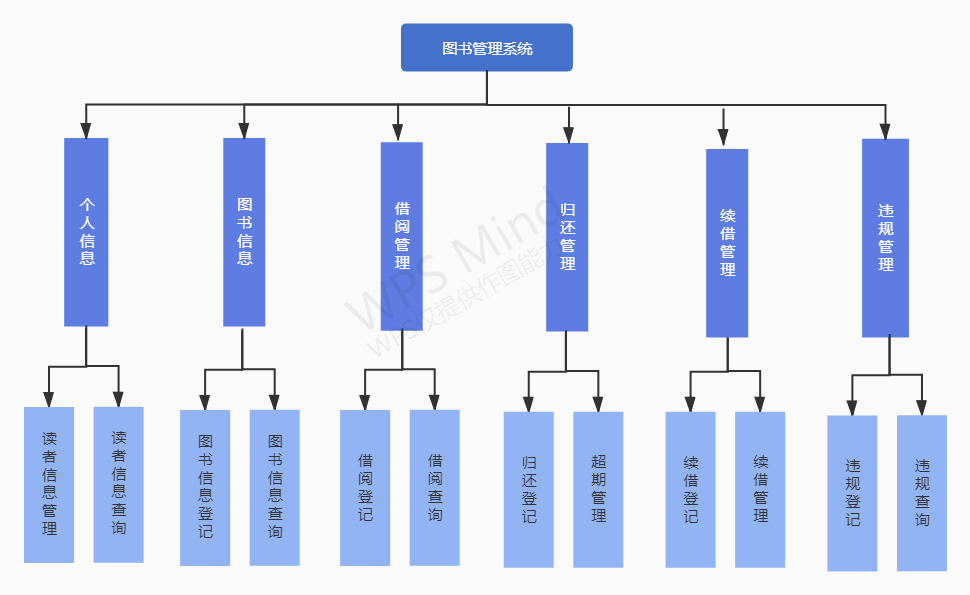 图书管理系统
个人信息
图书信息
借阅管理
归还管理
续借管理
违规管理
WPS Mind
WPS仅提供作图能力
读者信息管理
读者信息查询
图书信息登记
图书信息查询
借阅登记
借阅查询
归还登记
超期管理
续借登记
续借管理
违规登记
违规查询